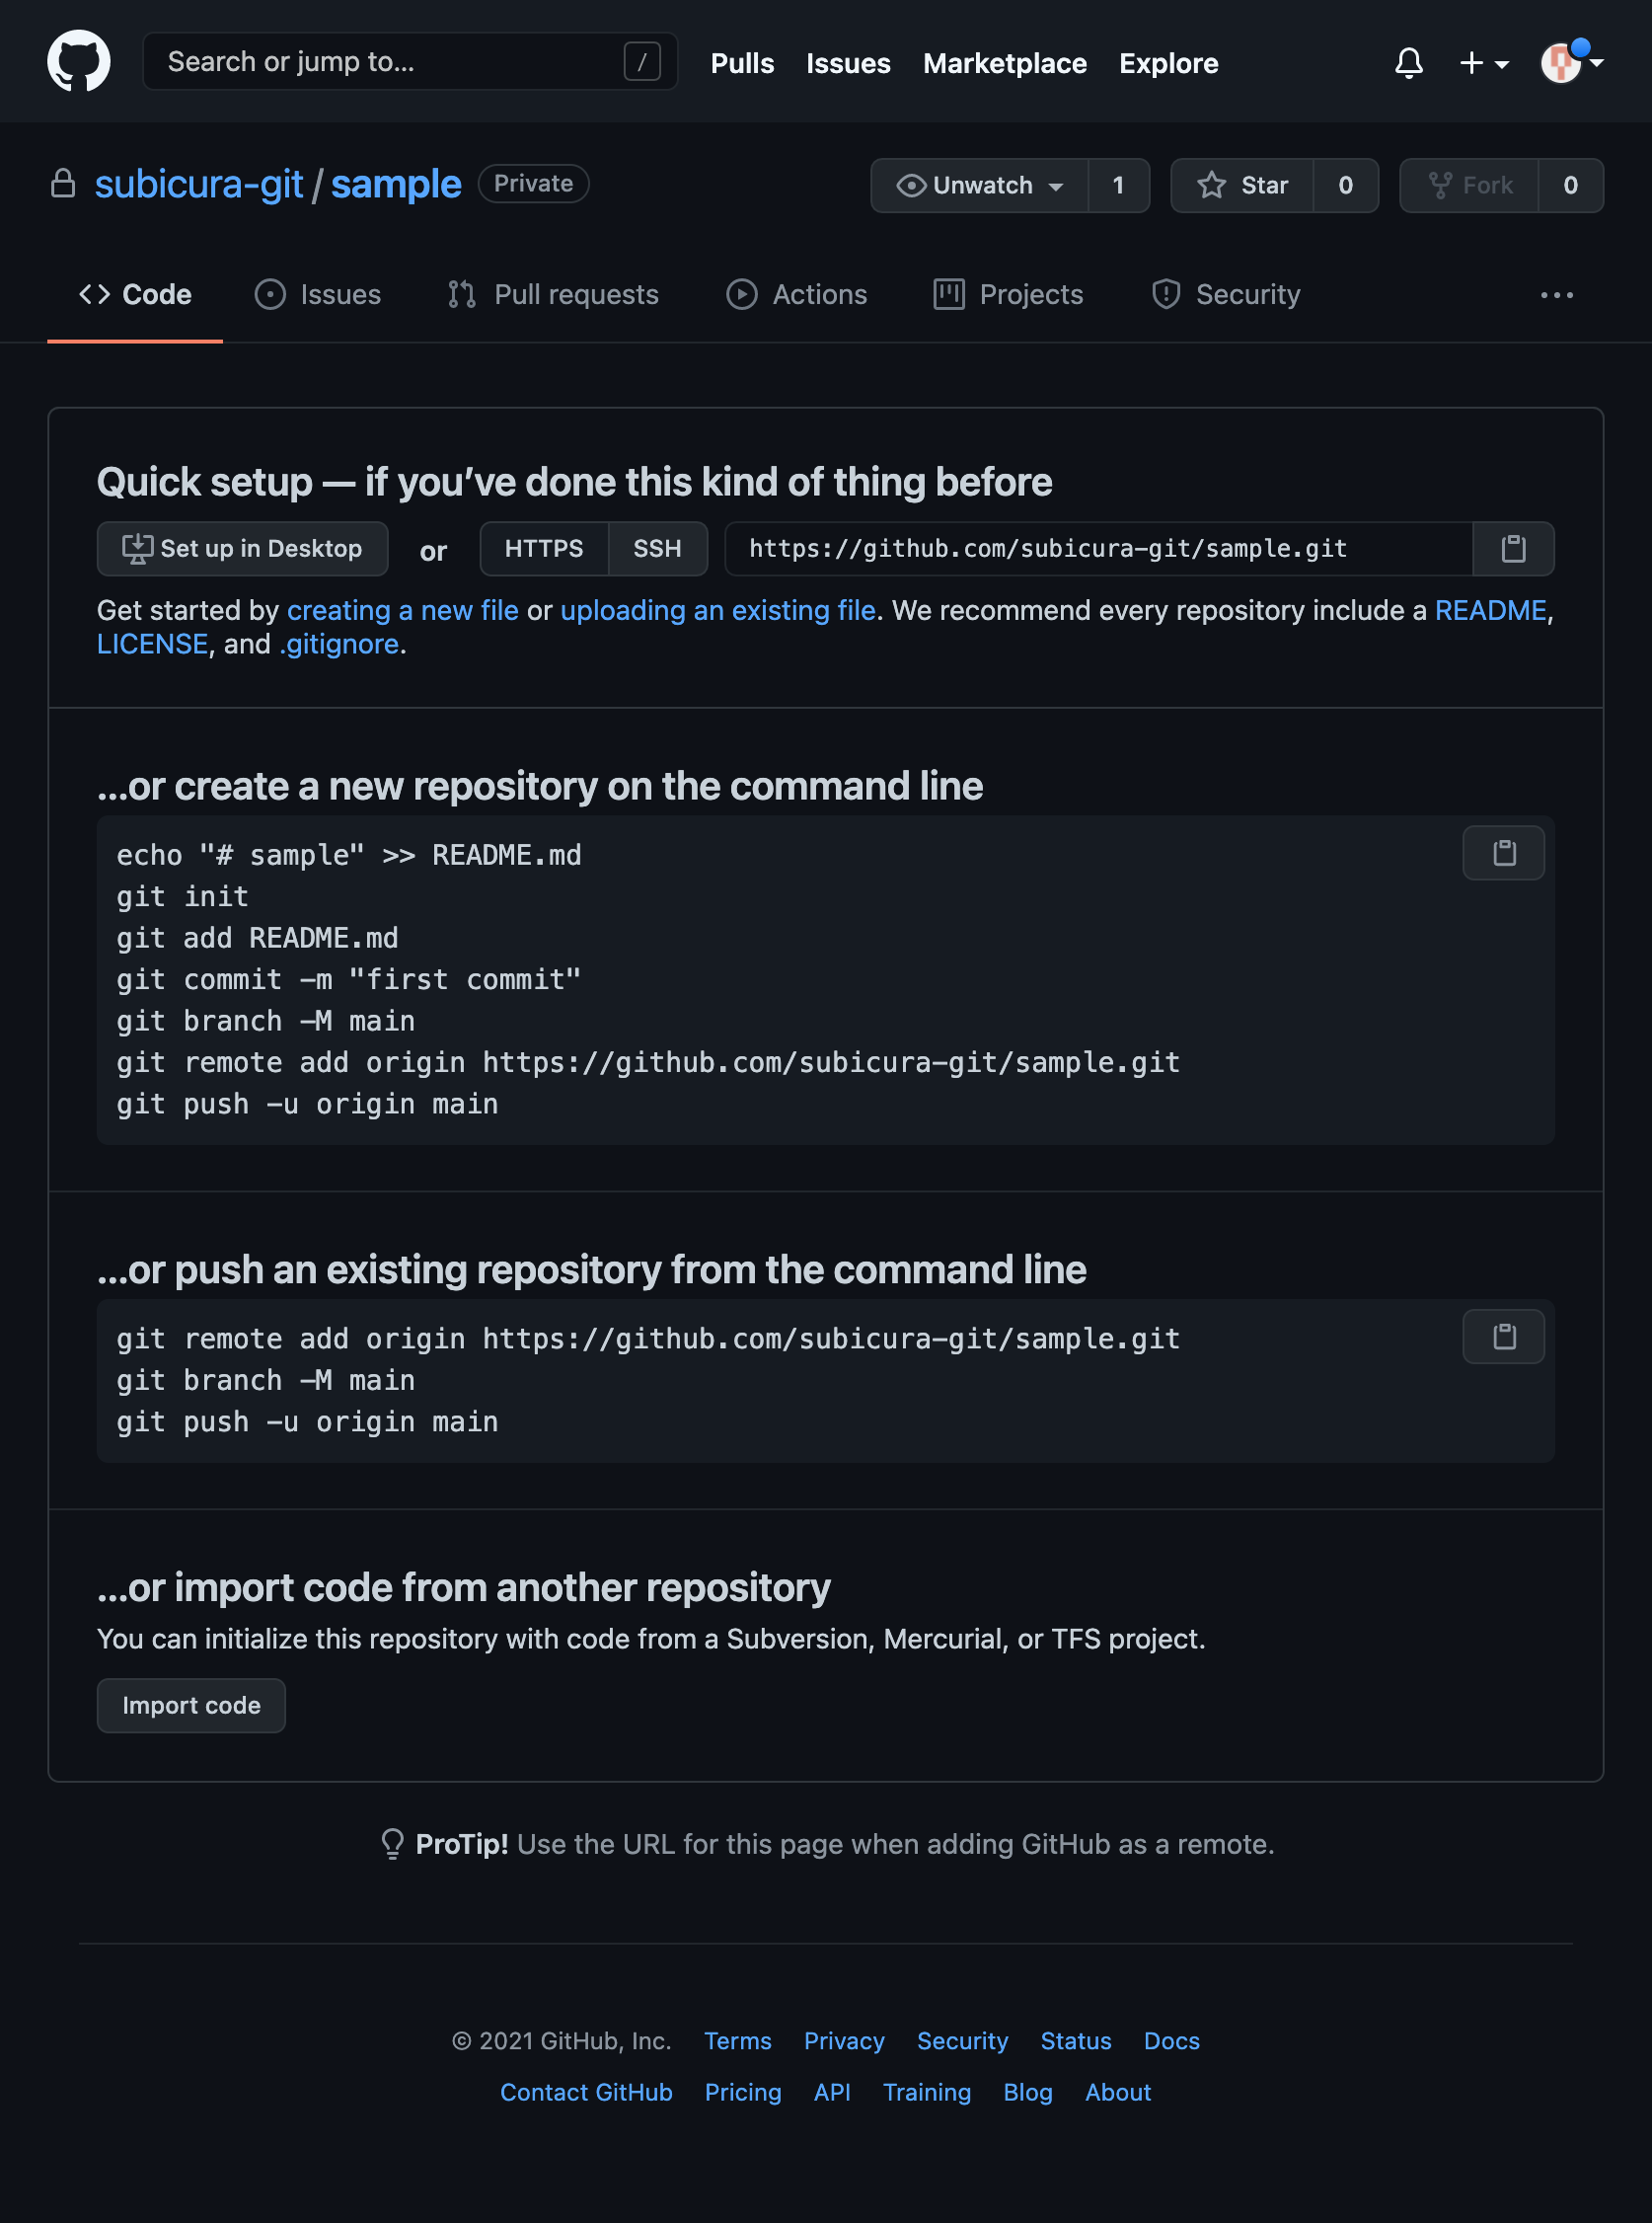 Search or jump to... /
Pulls Issues Marketplace Explore
subicura-git / sample Private
Unwatch 1 Star 0 Fork 0
Code Issues Pull requests Actions Projects Security
Quick setup — if you’ve done this kind of thing before
Set up in Desktop or HTTPS SSH https://github.com/subicura-git/sample.git
Get started by creating a new file or uploading an existing file. We recommend every repository include a README,
LICENSE, and .gitignore.
…or create a new repository on the command line
echo "# sample" >> README.md
git init
git add README.md
git commit -m "first commit"
git branch -M main
git remote add origin https://github.com/subicura-git/sample.git
git push -u origin main
…or push an existing repository from the command line
git remote add origin https://github.com/subicura-git/sample.git
git branch -M main
git push -u origin main
…or import code from another repository
You can initialize this repository with code from a Subversion, Mercurial, or TFS project.
Import code
ProTip! Use the URL for this page when adding GitHub as a remote.
© 2021 GitHub, Inc. Terms Privacy Security Status Docs
Contact GitHub Pricing API Training Blog About